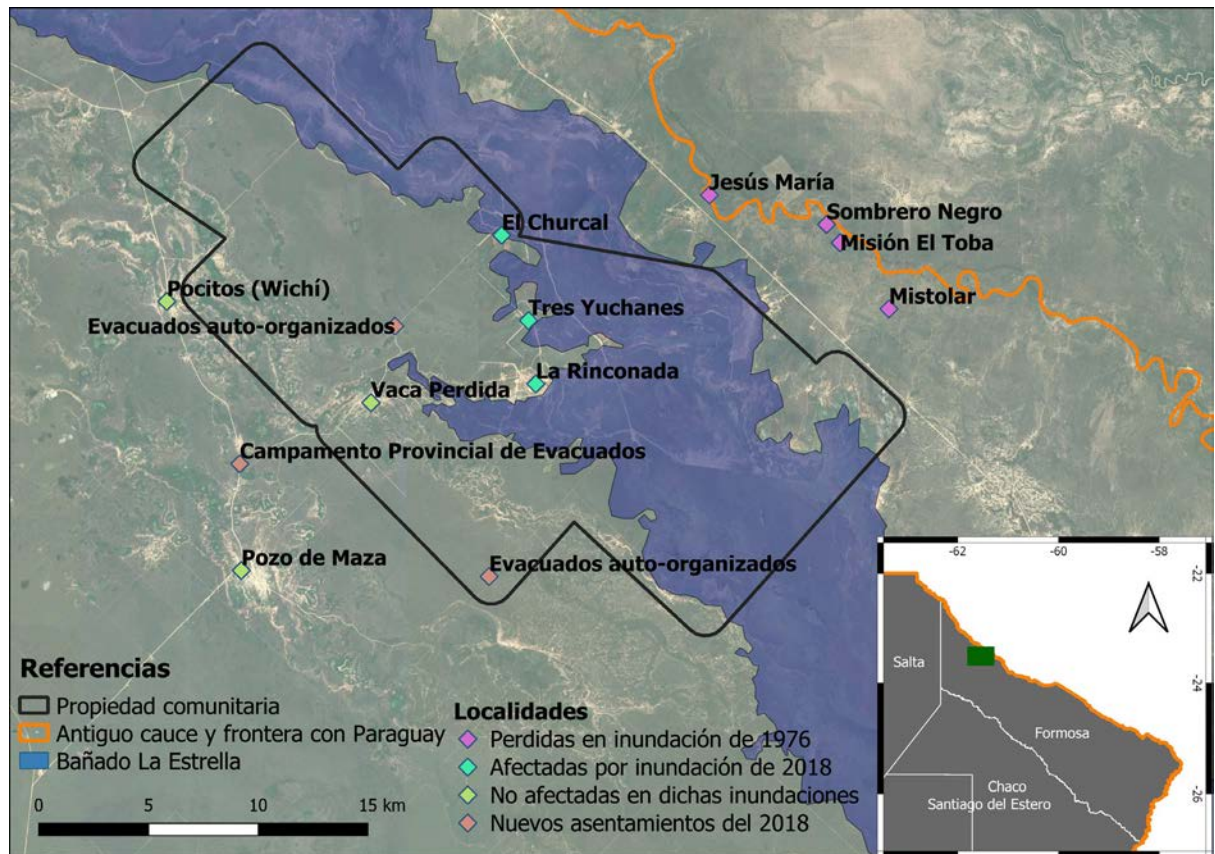 Jesús María
Sombrero Negro
El Churcal
Misión El Toba
Pocitos (Wichí)
Mistolar
Tres Yuchanes
Evacuados auto-organizados
La Rinconada
Vaca Perdida
Campamento Provincial de Evacuados
Pozo de Maza
Evacuados auto-organizados
Referencias
Propiedad comunitaria
Antiguo cauce y frontera con Paraguay
Bañado La Estrella
0 5 10 15 km
Localidades
Perdidas en inundación de 1976
Afectadas por inundación de 2018
No afectadas en dichas inundaciones
Nuevos asentamientos del 2018
-62 -60 -58
-22
-24
-26
Salta
Formosa
Chaco
Santiago del Estero